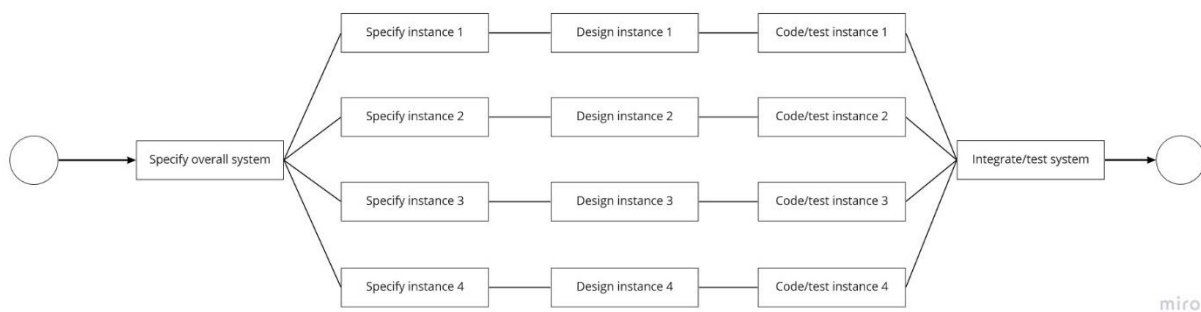 Specify instance 1
Design instance 1
Code/test instance 1
Specify instance 2
Design instance 2
Code/test instance 2
Specify overall system
Integrate/test system
Specify instance 3
Design instance 3
Code/test instance 3
Specify instance 4
Design instance 4
Code/test instance 4
miro